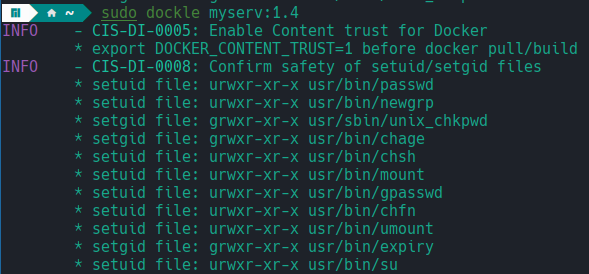 ~ sudo dockle myserv:1.4
INFO - CIS-DI-0005: Enable Content trust for Docker
* export DOCKER_CONTENT_TRUST=1 before docker pull/build
INFO - CIS-DI-0008: Confirm safety of setuid/setgid files
* setuid file: urwxr-xr-x usr/bin/passwd
* setuid file: urwxr-xr-x usr/bin/newgrp
* setgid file: grwxr-xr-x usr/sbin/unix_chkpwd
* setgid file: grwxr-xr-x usr/bin/chage
* setuid file: urwxr-xr-x usr/bin/chsh
* setuid file: urwxr-xr-x usr/bin/mount
* setuid file: urwxr-xr-x usr/bin/gpasswd
* setuid file: urwxr-xr-x usr/bin/chfn
* setuid file: urwxr-xr-x usr/bin/umount
* setgid file: grwxr-xr-x usr/bin/expiry
* setuid file: urwxr-xr-x usr/bin/su